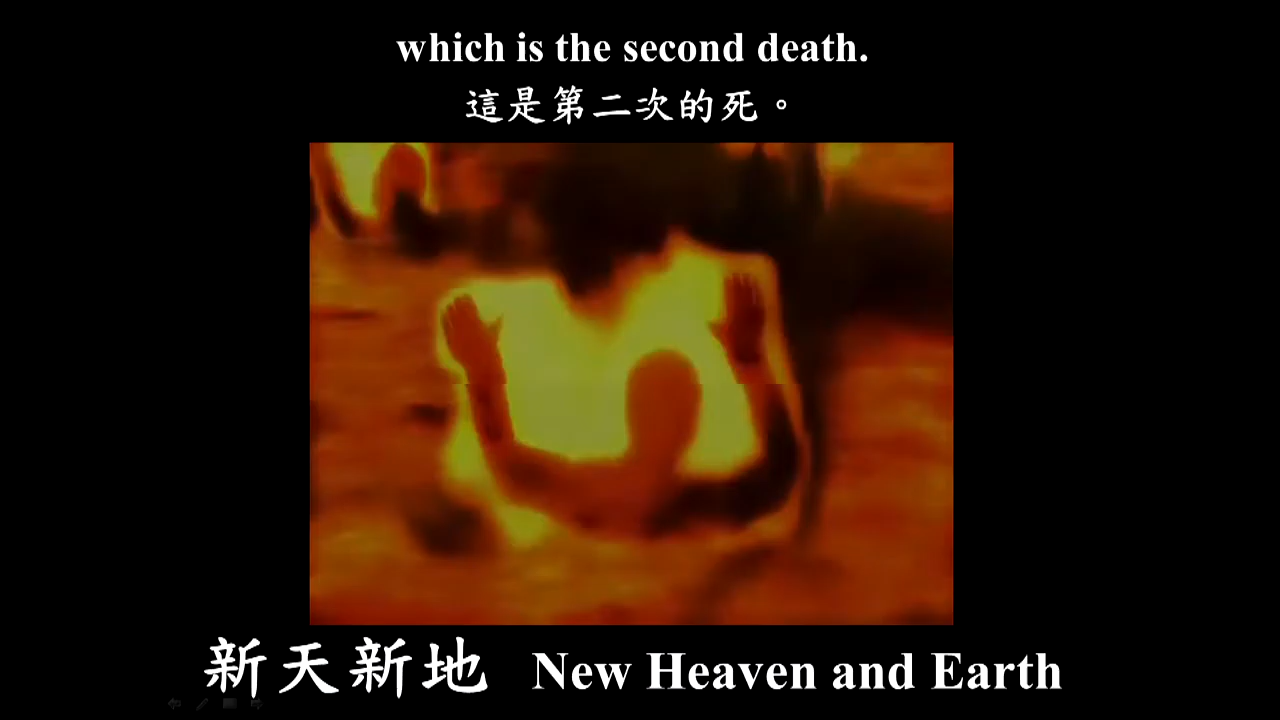 which is the second death.
這是第二次的死。
新天新地 New Heaven and Earth